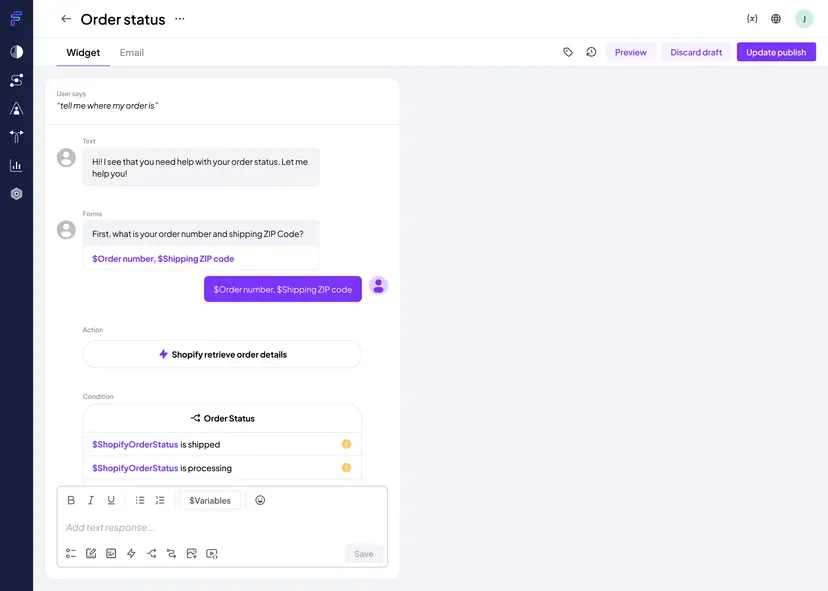 Order status
(x)
J
Widget
Email
Preview
Discard draft
Update publish
User says
“tell me where my order is”
Text
Hi! I see that you need help with your order status. Let me
help you!
Forms
First, what is your order number and shipping ZIP Code?
$Order number, $Shipping ZIP code
$Order number, $Shipping ZIP code
Action
Shopify retrieve order details
Condition
Order Status
$ShopifyOrderStatus is shipped
$ShopifyOrderStatus is processing
B I U
$Variables
Add text response...
Save